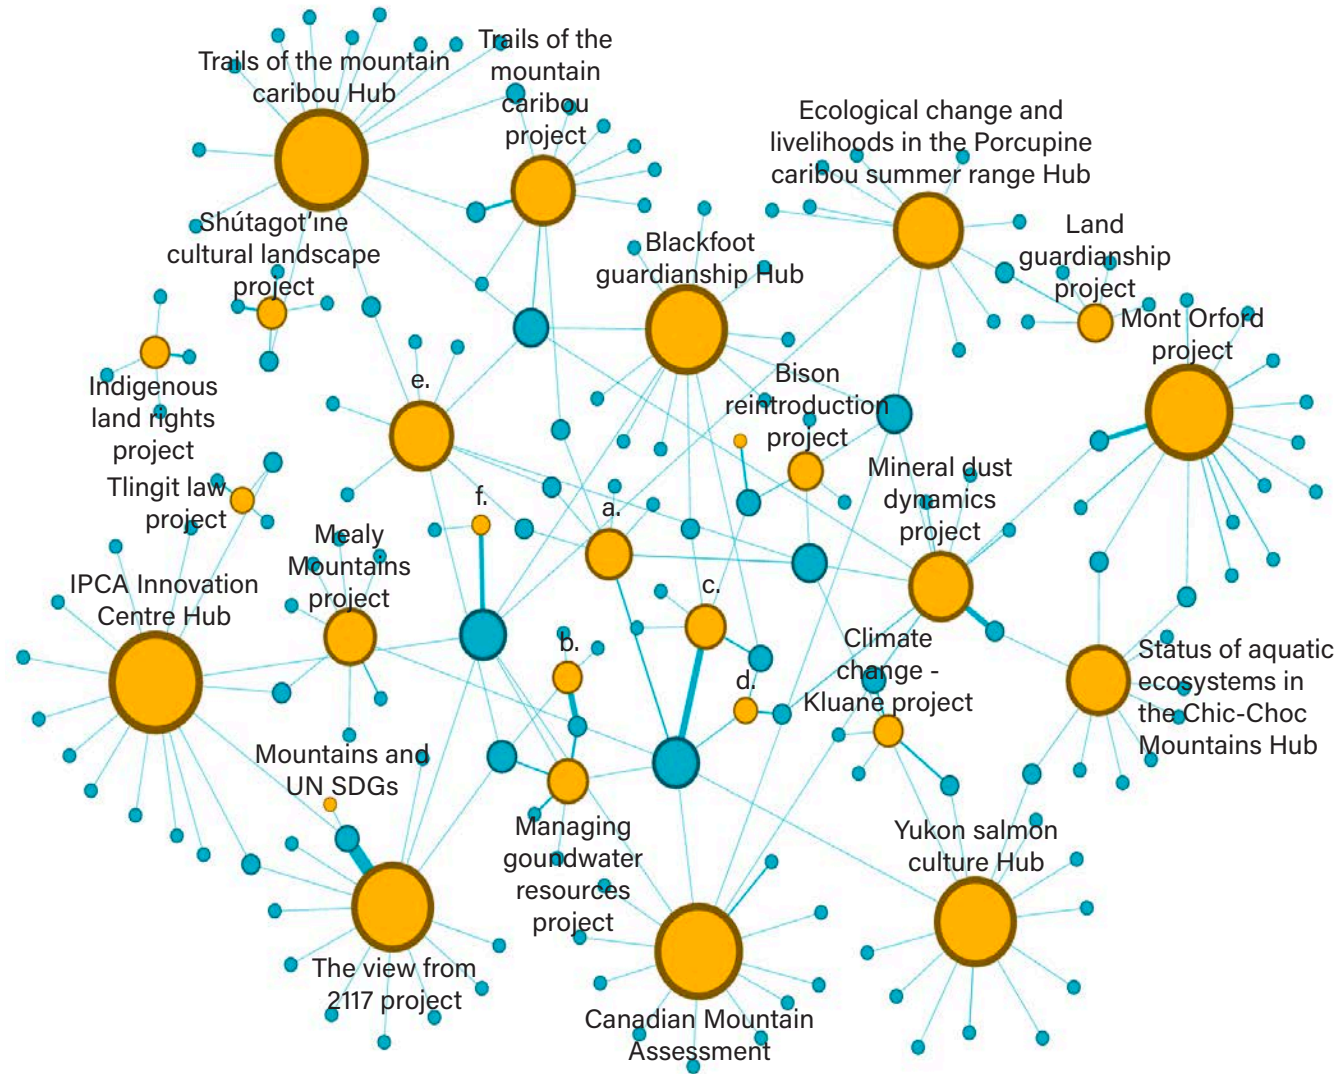 Trails of the mountain
caribou Hub
Trails of the
mountain
caribou
project
Ecological change and
livelihoods in the Porcupine
caribou summer range Hub
Shútagot'ine
cultural landscape
project
Blackfoot
guardianship Hub
Land
guardianship
project
Mont Orford
project
Indigenous
land rights
project
e.
Bison
reintroduction
project
Tlingit law
project
f.
a.
Mineral dust
dynamics
project
Mealy
Mountains
project
IPCA Innovation
Centre Hub
c.
b.
d.
Climate
change -
Kluane project
Status of aquatic
ecosystems in
the Chic-Choc
Mountains Hub
Mountains and
UN SDGs
Managing
goundwater
resources
project
Yukon salmon
culture Hub
The view from
2117 project
Canadian Mountain
Assessment